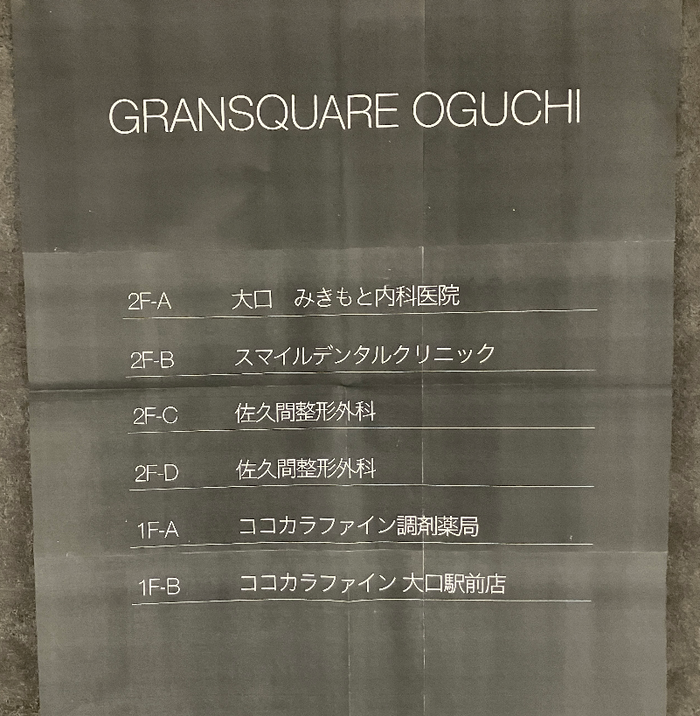 GRANSQUARE OGUCHI
2F-A 大口　みきもと内科医院
2F-B スマイルデンタルクリニック
2F-C 佐久間整形外科
2F-D 佐久間整形外科
1F-A ココカラファイン調剤薬局
1F-B ココカラファイン 大口駅前店